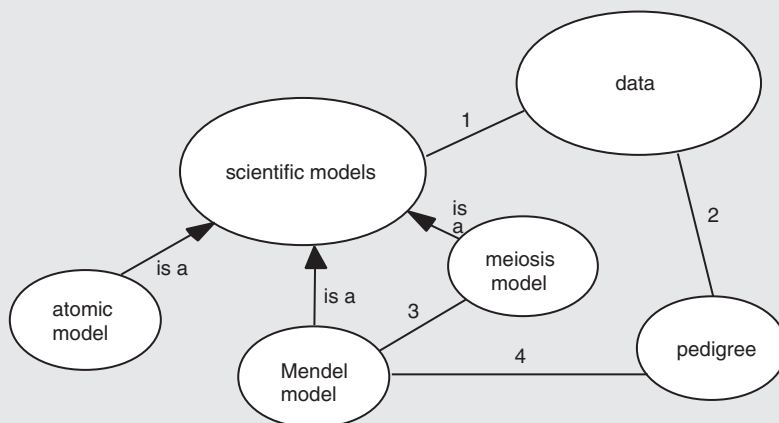 data
1
scientific models
is
a
2
is a
meiosis
model
atomic
model
is a
3
pedigree
4
Mendel
model